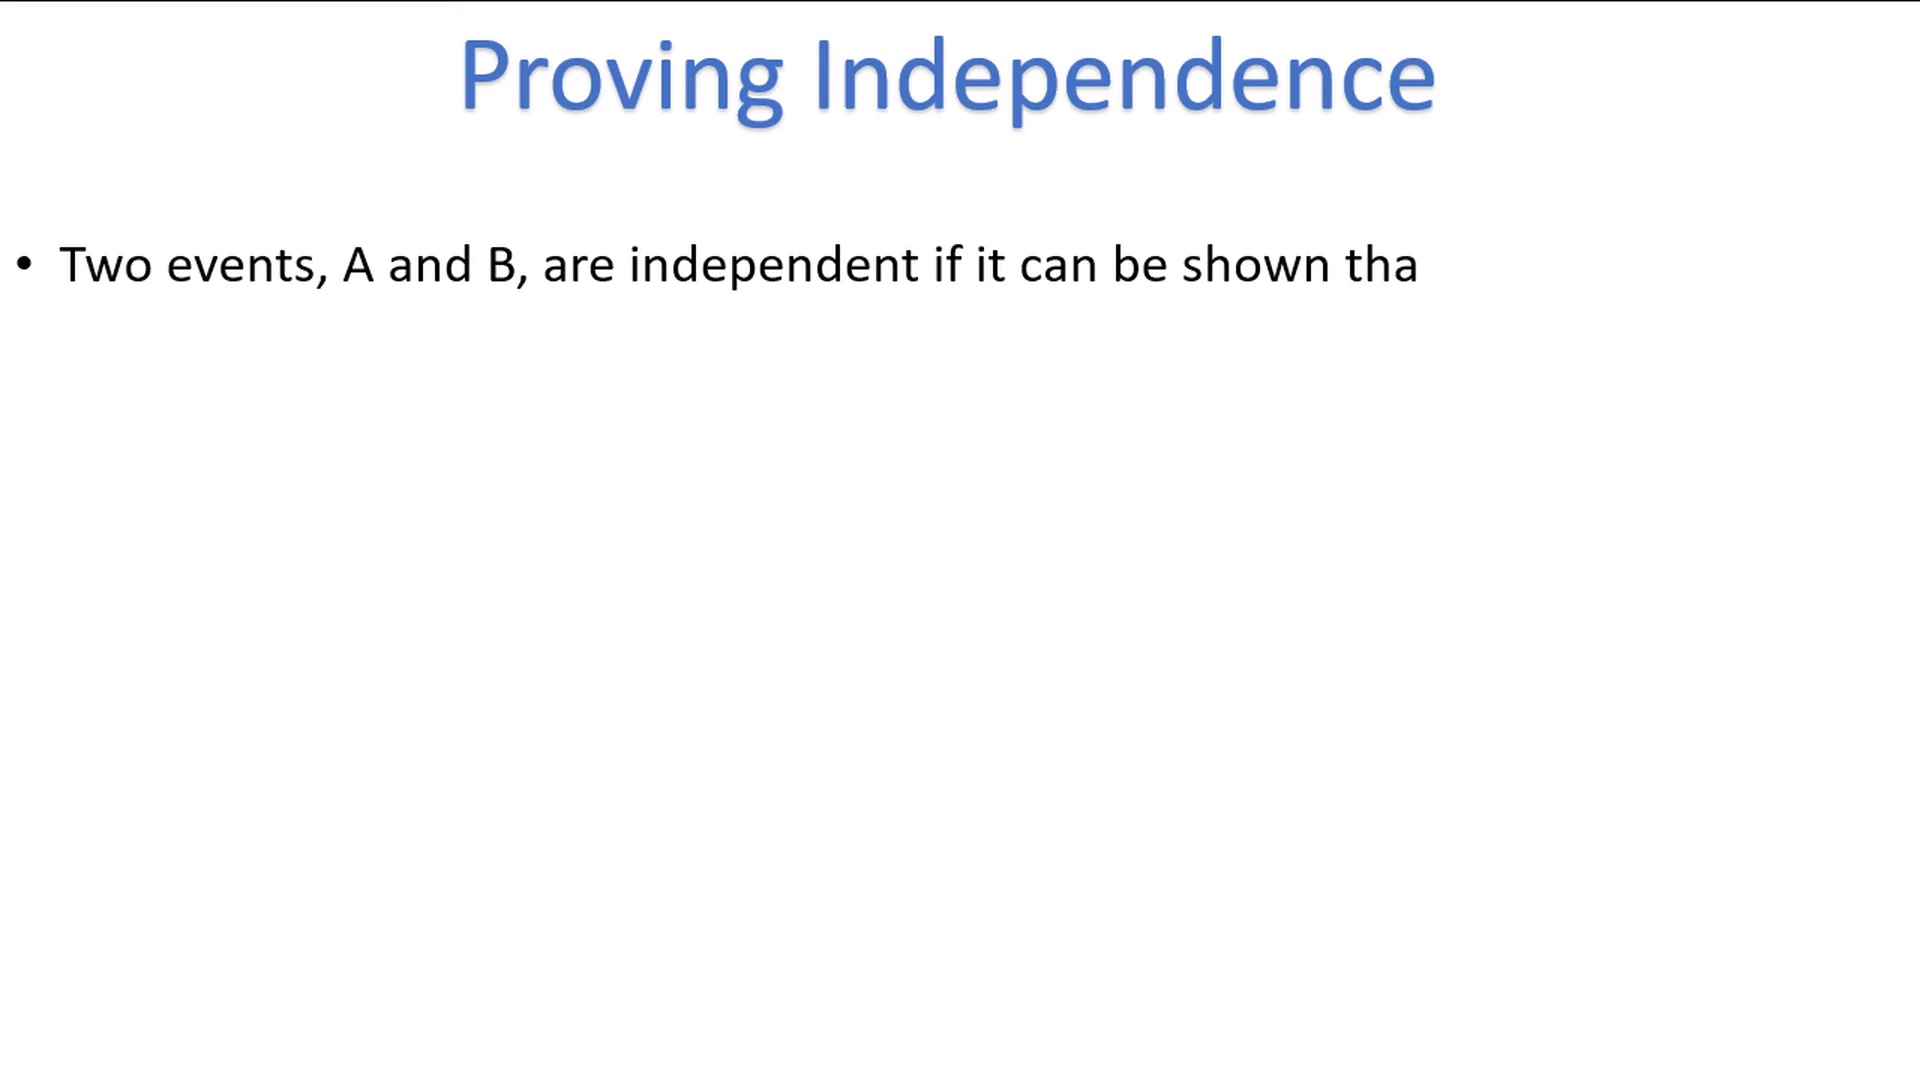 Proving Independence
• Two events, A and B, are independent if it can be shown tha